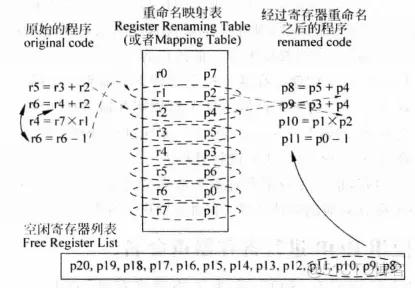 原始的程序
original code
r5 = r3 + r2
r6 = r4 + r2
r4 = r7 × r1
r6 = r6 − 1
重命名映射表
Register Renaming Table
(或者Mapping Table)
r0 p7
r1 p2
r2 p4
r3 p5
r4 p3
r5 p6
r6 p0
r7 p1
经过寄存器重命名
之后的程序
renamed code
p8 = p5 + p4
p9 = p3 + p4
p10 = p1 × p2
p11 = p0 − 1
空闲寄存器列表
Free Register List
p20, p19, p18, p17, p16, p15, p14, p13, p12, p11, p10, p9, p8